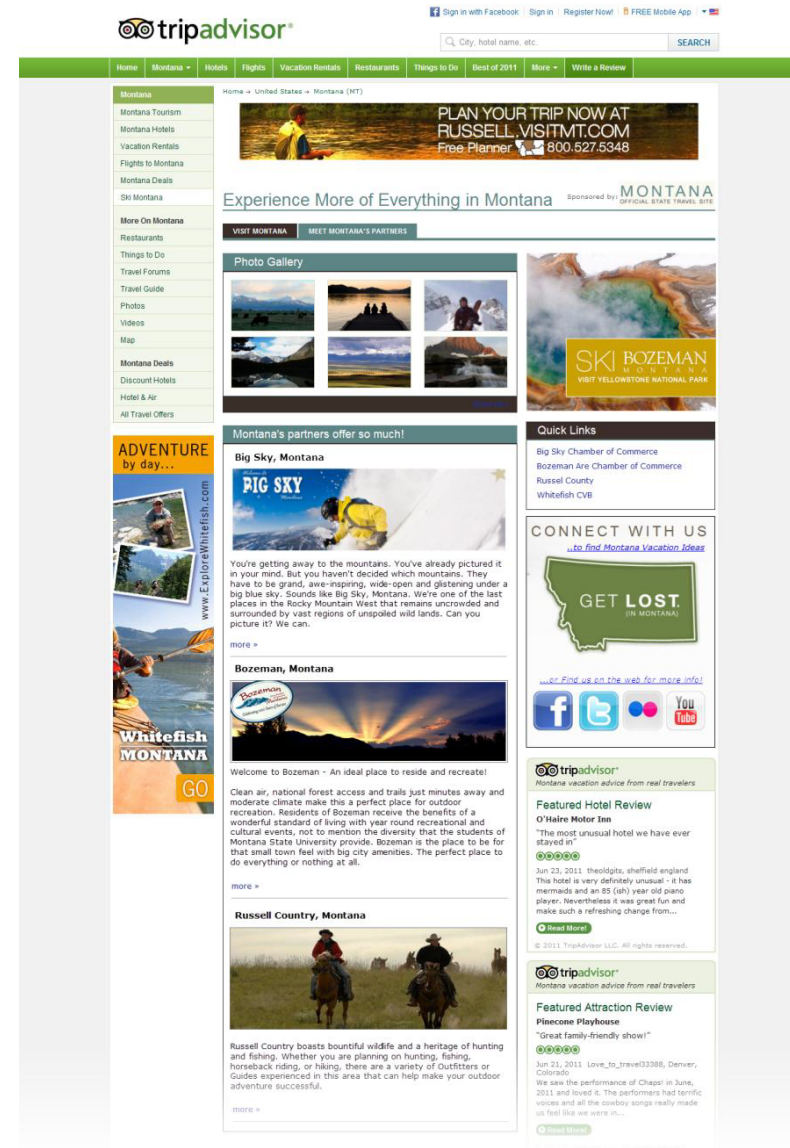 Sign in with Facebook Sign in Register Now! FREE Mobile App
tripadvisor®
City, hotel name, etc.
SEARCH
Home Montana Hotels Flights Vacation Rentals Restaurants Things to Do Best of 2011 More Write a Review
Montana
Montana Tourism
Montana Hotels
Vacation Rentals
Flights to Montana
Montana Deals
Ski Montana
More On Montana
Restaurants
Things to Do
Travel Forums
Travel Guide
Photos
Videos
Map
Montana Deals
Discount Hotels
Hotel & Air
All Travel Offers
ADVENTURE
by day...
www.ExploreWhitefish.com
Whitefish
MONTANA
GO
Home → United States → Montana (MT)
PLAN YOUR TRIP NOW AT
RUSSELL.VISITMT.COM
Free Planner 800.527.5348
Experience More of Everything in Montana
Sponsored by:
MONTANA
OFFICIAL STATE TRAVEL SITE
VISIT MONTANA MEET MONTANA'S PARTNERS
Photo Gallery
Montana's partners offer so much!
Big Sky, Montana
BIG SKY
Montana
You're getting away to the mountains. You've already pictured it
in your mind. But you haven't decided which mountains. They
have to be grand, awe-inspiring, wide-open and glistening under a
big blue sky. Sounds like Big Sky, Montana. We're one of the last
places in the Rocky Mountain West that remains uncrowded and
surrounded by vast regions of unspoiled wild lands. Can you
picture it? We can.
more »
Bozeman, Montana
Bozeman
Welcome to Bozeman - An ideal place to reside and recreate!
Clean air, national forest access and trails just minutes away and
moderate climate make this a perfect place for outdoor
recreation. Residents of Bozeman receive the benefits of a
wonderful standard of living with year round recreational and
cultural events, not to mention the diversity that the students of
Montana State University provide. Bozeman is the place to be for
that small town feel with big city amenities. The perfect place to
do everything or nothing at all.
more »
Russell Country, Montana
Russell Country boasts bountiful wildlife and a heritage of hunting
and fishing. Whether you are planning on hunting, fishing,
horseback riding, or hiking, there are a variety of Outfitters or
Guides experienced in this area that can help make your outdoor
adventure successful.
more »
SKI BOZEMAN
MONTANA
VISIT YELLOWSTONE NATIONAL PARK
Quick Links
Big Sky Chamber of Commerce
Bozeman Are Chamber of Commerce
Russel County
Whitefish CVB
CONNECT WITH US
...to find Montana Vacation Ideas
GET LOST.
(IN MONTANA)
...or Find us on the web for more info!
f
You
Tube
tripadvisor®
Montana vacation advice from real travelers
Featured Hotel Review
O'Haire Motor Inn
"The most unusual hotel we have ever
stayed in"
Jun 23, 2011 theoldgits, sheffield england
This hotel is very definitely unusual - it has
mermaids and an 85 (ish) year old piano
player. Nevertheless it was great fun and
make such a refreshing change from...
Read More!
© 2011 TripAdvisor LLC. All rights reserved.
tripadvisor®
Montana vacation advice from real travelers
Featured Attraction Review
Pinecone Playhouse
"Great family-friendly show!"
Jun 21, 2011 Love_to_travel33388, Denver,
Colorado
We saw the performance of Chaps! in June,
2011 and loved it. The performers had terrific
voices and all the cowboy songs really made
us feel like we were in...
Read More!